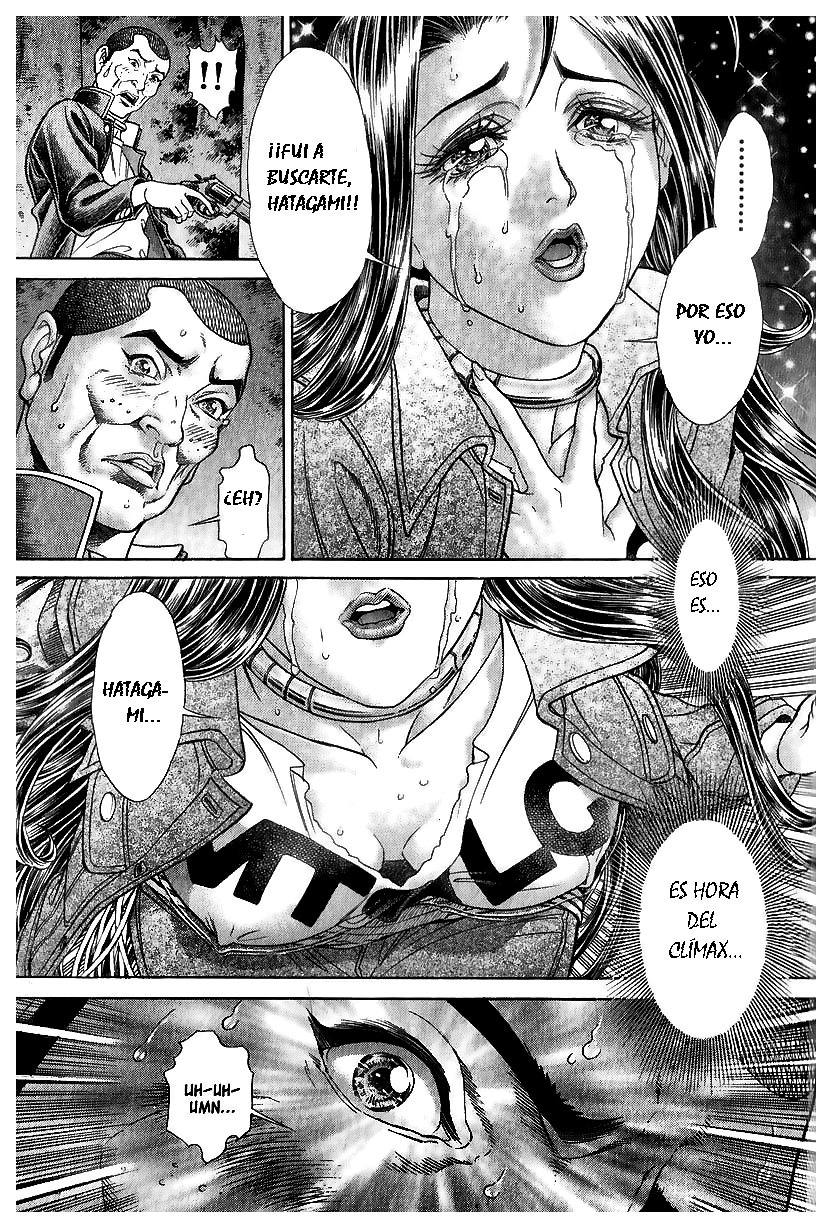 .........
POR ESO
YO...
¡¡FUI A
BUSCARTE,
HATAGAMI!!
!!
¿EH?
ESO
ES...
HATAGA-
MI...
ES HORA
DEL
CLÍMAX...
UH-UH-
UMN...